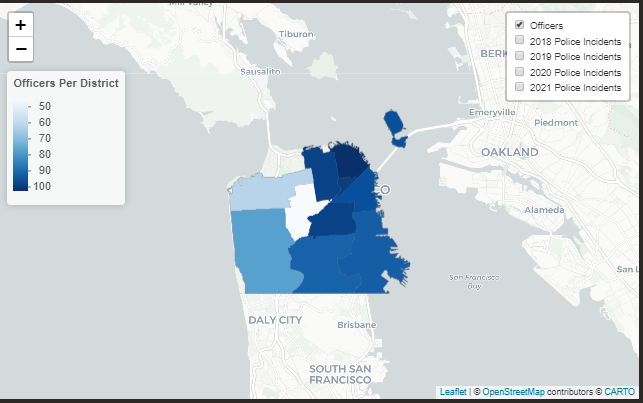 +
−
Officers Per District
50
60
70
80
90
100
Officers
2018 Police Incidents
2019 Police Incidents
2020 Police Incidents
2021 Police Incidents
Tiburon
Sausalito
BERK
Emeryville
Piedmont
OAKLAND
CO
Alameda
San L
San Francisco
Bay
DALY CITY
Brisbane
SOUTH SAN
FRANCISCO
Leaflet | © OpenStreetMap contributors © CARTO